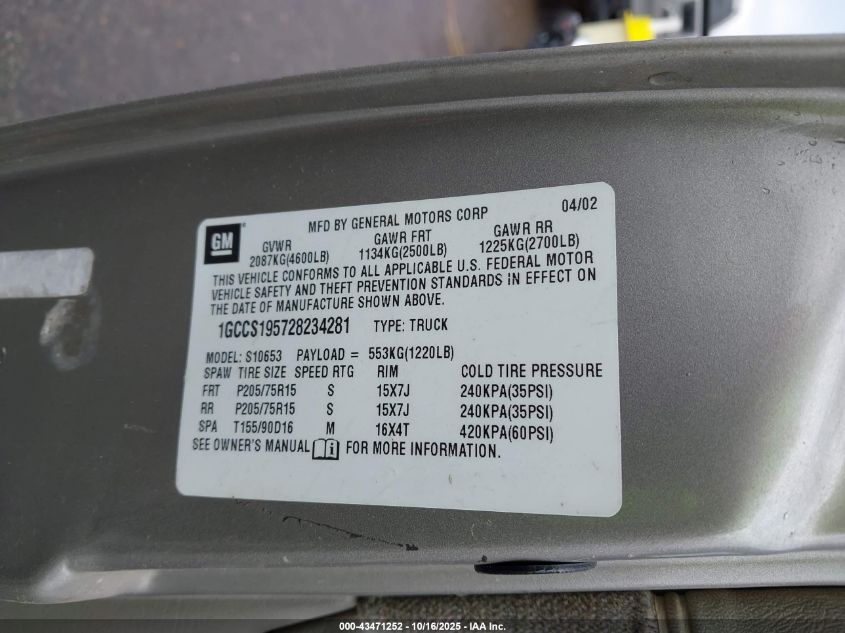 GM
MFD BY GENERAL MOTORS CORP 04/02
GVWR GAWR FRT GAWR RR
2087KG(4600LB) 1134KG(2500LB) 1225KG(2700LB)
THIS VEHICLE CONFORMS TO ALL APPLICABLE U.S. FEDERAL MOTOR
VEHICLE SAFETY AND THEFT PREVENTION STANDARDS IN EFFECT ON
THE DATE OF MANUFACTURE SHOWN ABOVE.
1GCCS195728234281 TYPE: TRUCK
MODEL: S10653 PAYLOAD = 553KG(1220LB)
SPAW TIRE SIZE SPEED RTG RIM COLD TIRE PRESSURE
FRT P205/75R15 S 15X7J 240KPA(35PSI)
RR P205/75R15 S 15X7J 240KPA(35PSI)
SPA T155/90D16 M 16X4T 420KPA(60PSI)
SEE OWNER'S MANUAL i FOR MORE INFORMATION.
000-43471252 - 10/16/2025 - IAA Inc.